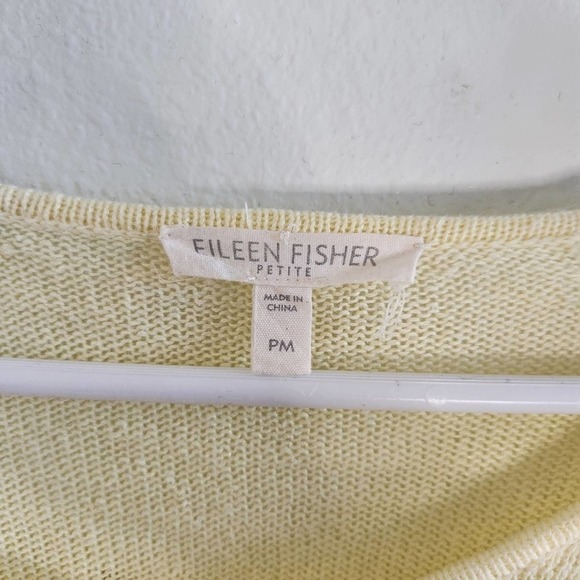 EILEEN FISHER
PETITE
MADE IN
CHINA
PM